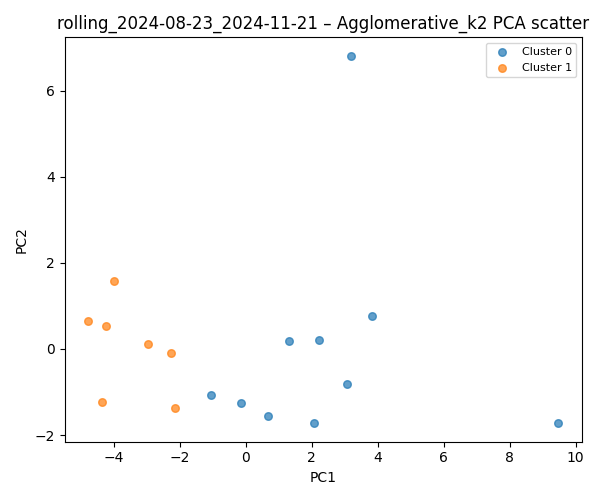 rolling_2024-08-23_2024-11-21 – Agglomerative_k2 PCA scatter
Cluster 0
Cluster 1
PC2
6
4
2
0
−2
−4
−2
0
2
4
6
8
10
PC1